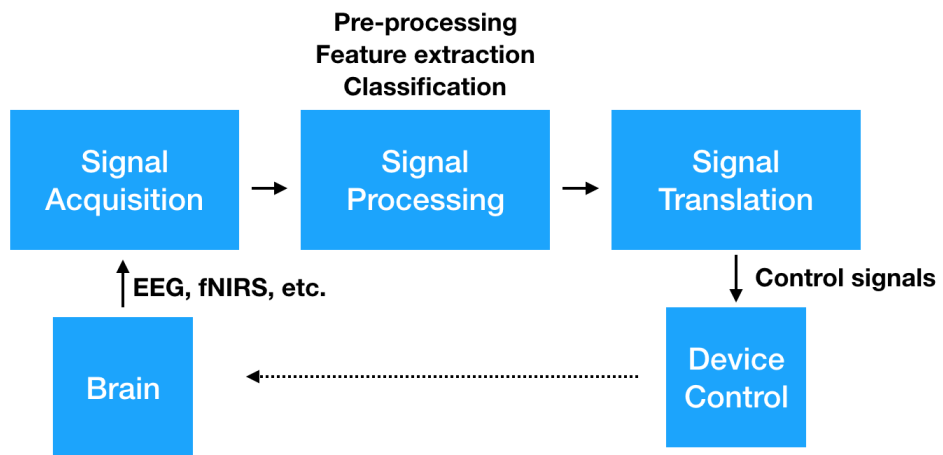 Pre-processing
Feature extraction
Classification
Signal
Acquisition
Signal
Processing
Signal
Translation
EEG, fNIRS, etc.
Control signals
Brain
Device
Control